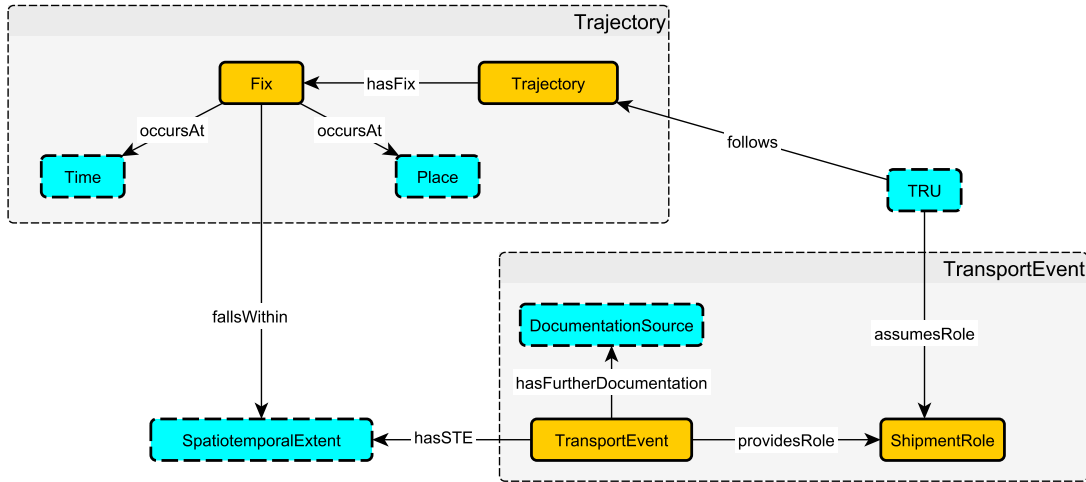 Trajectory
Fix
hasFix
Trajectory
occursAt
occursAt
follows
Time
Place
TRU
TransportEvent
fallsWithin
DocumentationSource
assumesRole
hasFurtherDocumentation
SpatiotemporalExtent
hasSTE
TransportEvent
providesRole
ShipmentRole